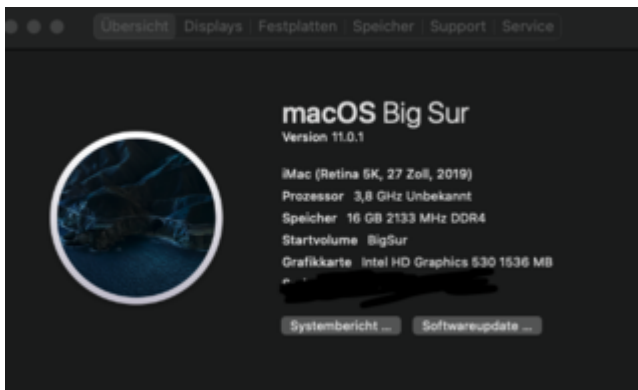 Übersicht Displays Festplatten Speicher Support Service
macOS Big Sur
Version 11.0.1
iMac (Retina 5K, 27 Zoll, 2019)
Prozessor 3,8 GHz Unbekannt
Speicher 16 GB 2133 MHz DDR4
Startvolume BigSur
Grafikkarte Intel HD Graphics 530 1536 MB
Systembericht ... Softwareupdate ...